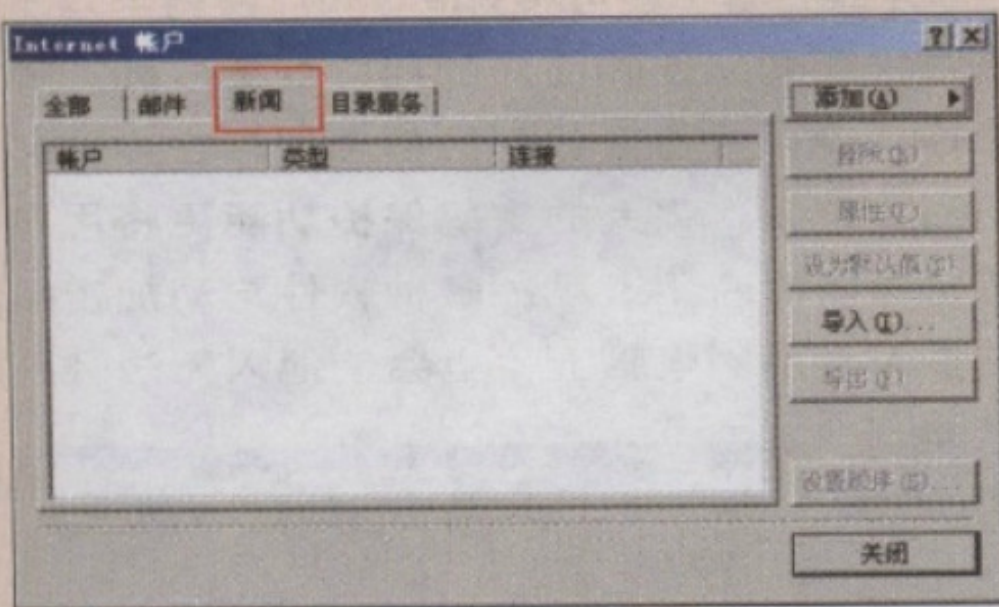 Internet 帐户
全部 邮件 新闻 目录服务
添加(A)
帐户 类型 连接
删除(R)
属性(P)
设为默认值(D)
导入(I)...
导出(E)
设置顺序(S)...
关闭